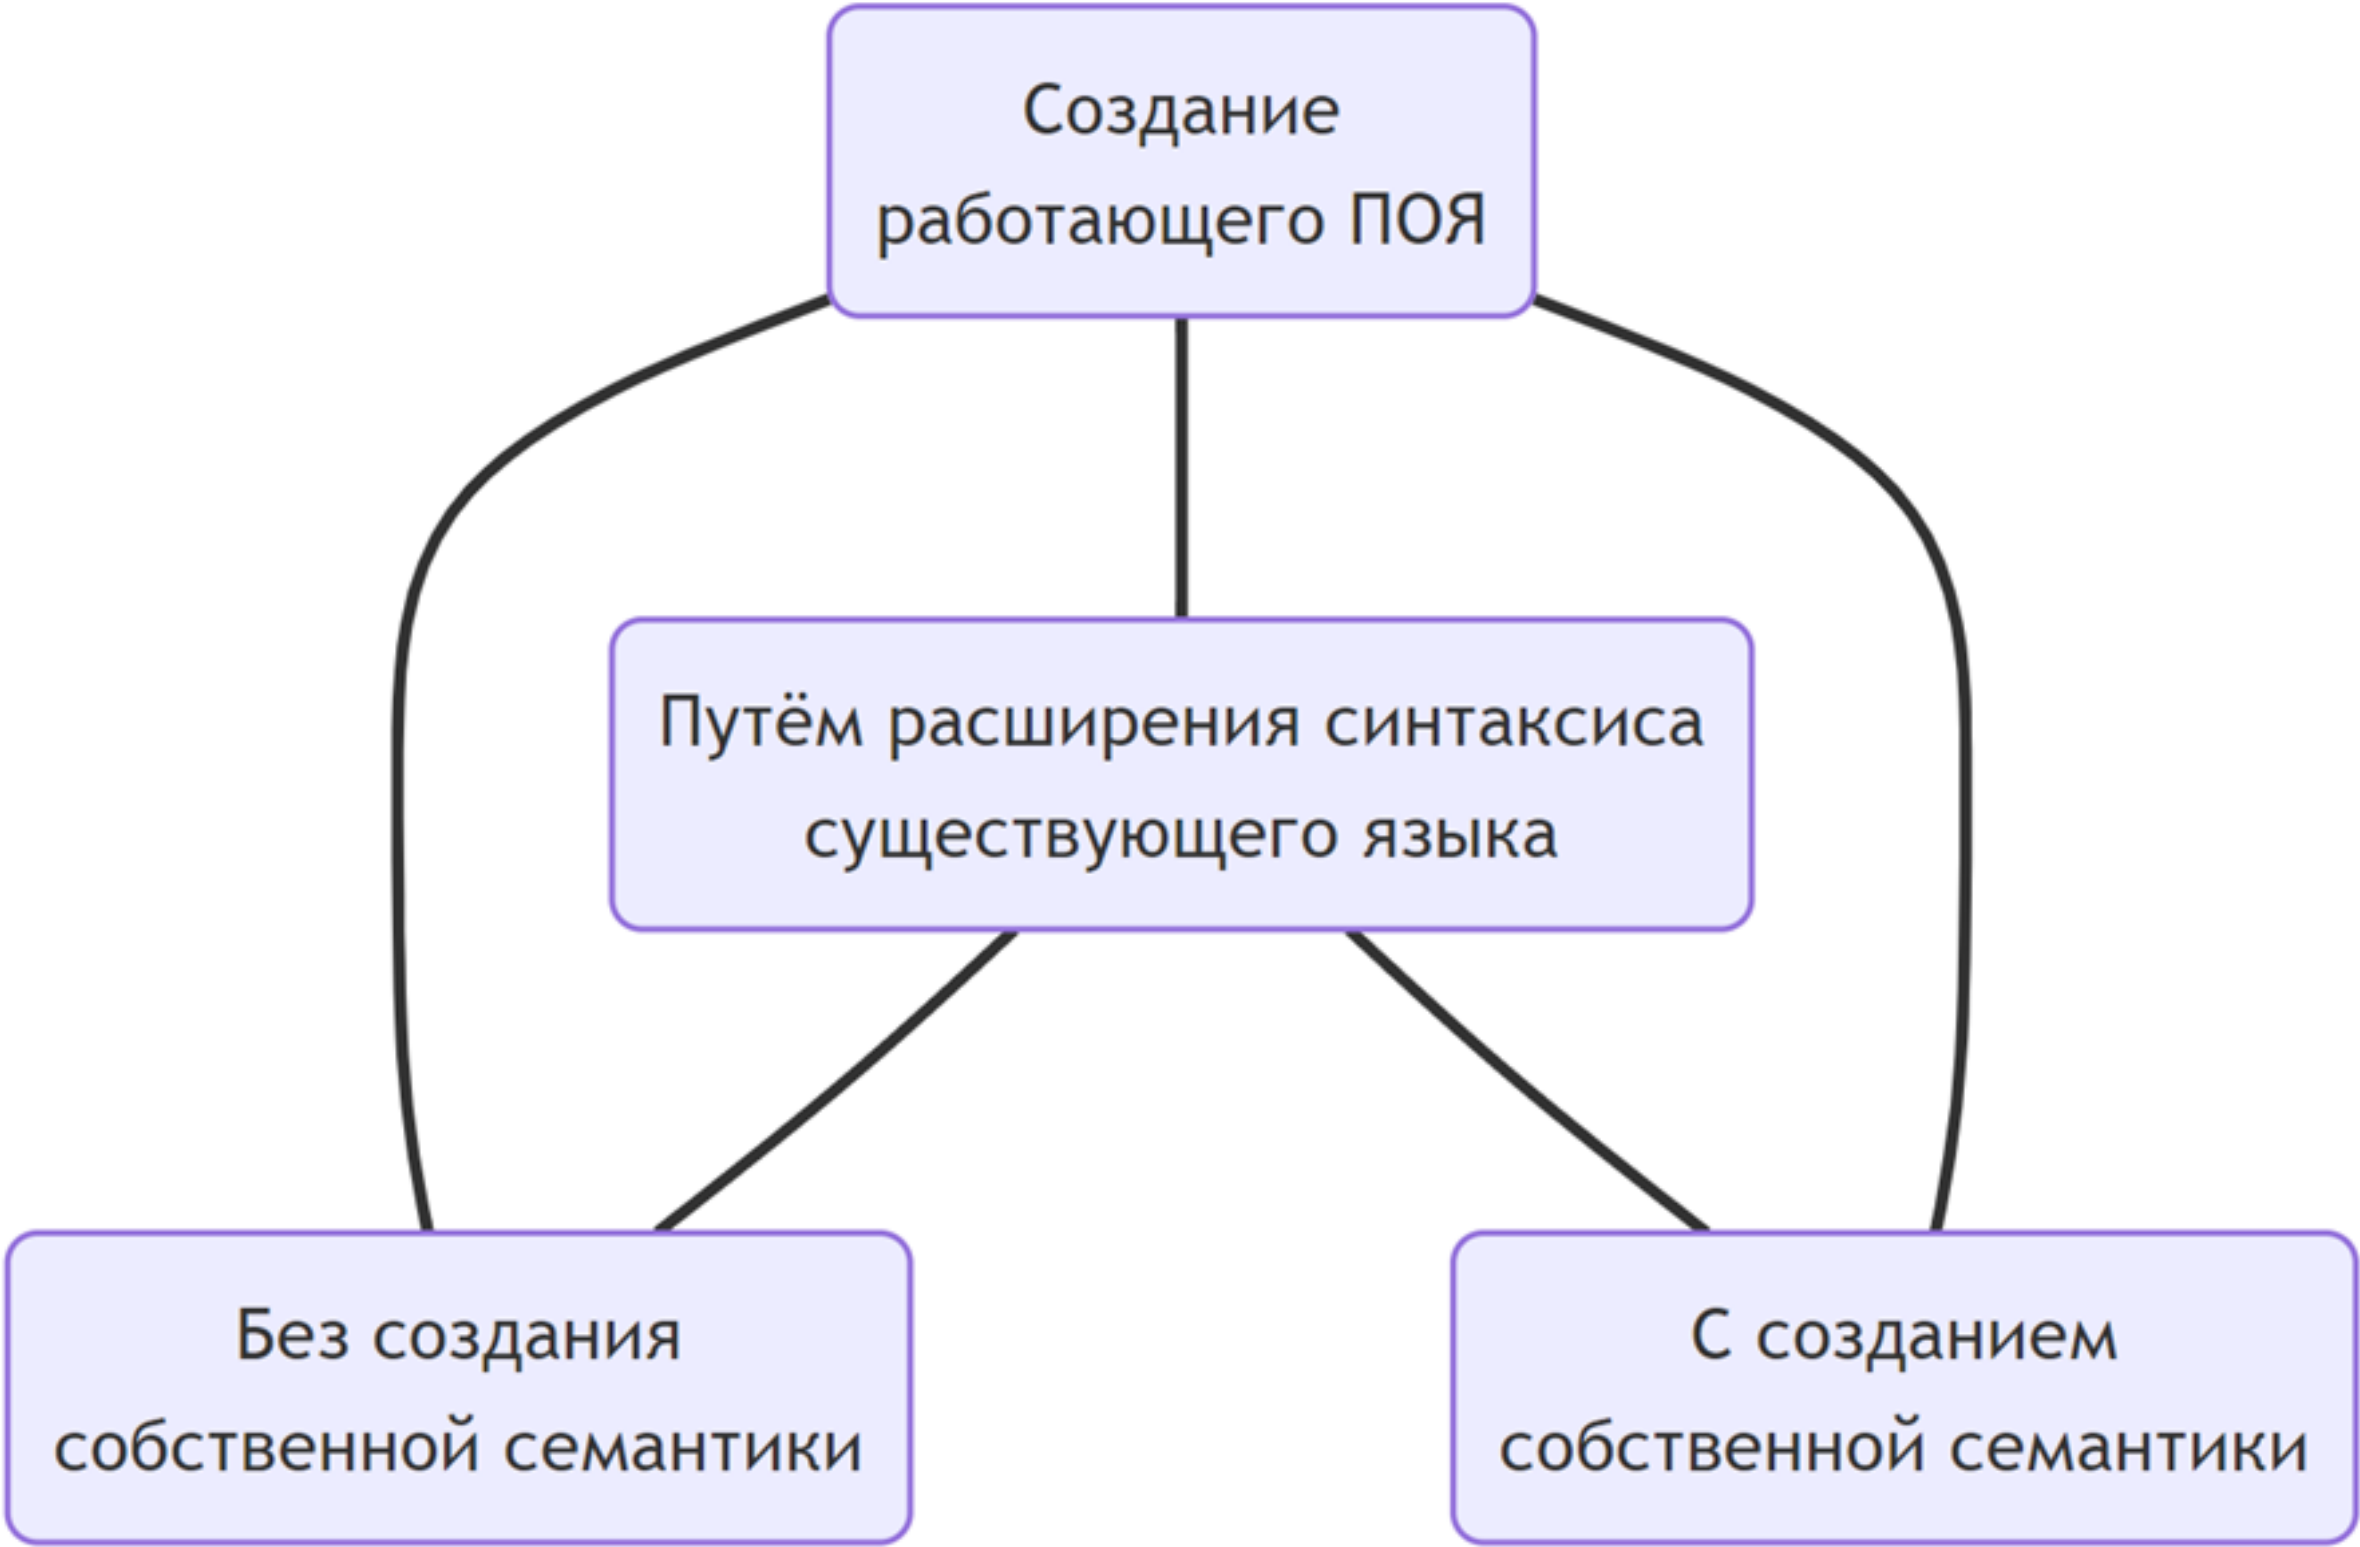 Создание
работающего ПОЯ
Путём расширения синтаксиса
существующего языка
Без создания
собственной семантики
С созданием
собственной семантики